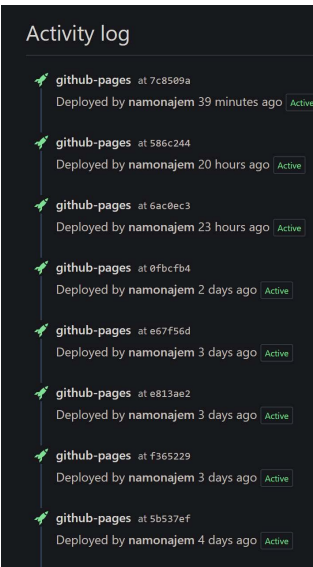 Activity log
github-pages at 7c8509a
Deployed by namonajem 39 minutes ago Active
github-pages at 586c244
Deployed by namonajem 20 hours ago Active
github-pages at 6ac0ec3
Deployed by namonajem 23 hours ago Active
github-pages at 0fbcfb4
Deployed by namonajem 2 days ago Active
github-pages at e67f56d
Deployed by namonajem 3 days ago Active
github-pages at e813ae2
Deployed by namonajem 3 days ago Active
github-pages at f365229
Deployed by namonajem 3 days ago Active
github-pages at 5b537ef
Deployed by namonajem 4 days ago Active